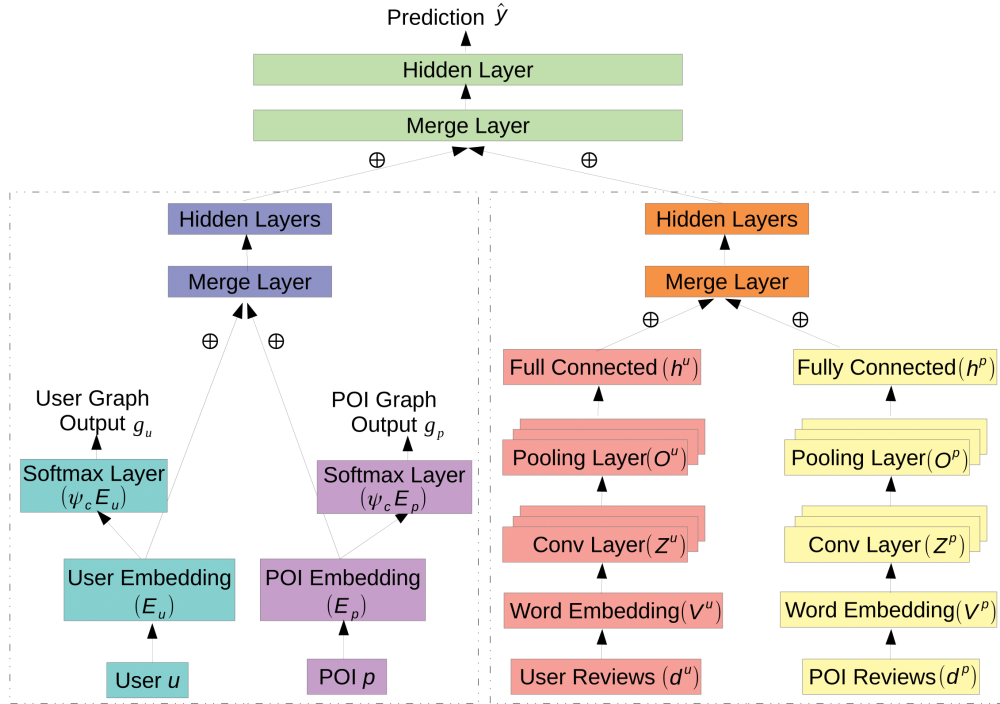 Prediction ŷ
Hidden Layer
Merge Layer
⊕ ⊕
Hidden Layers
Merge Layer
⊕ ⊕
User Graph
Output g_u
POI Graph
Output g_p
Softmax Layer
(ψ_c E_u)
Softmax Layer
(ψ_c E_p)
User Embedding
(E_u)
POI Embedding
(E_p)
User u
POI p
Hidden Layers
Merge Layer
⊕ ⊕
Full Connected (h^u)
Fully Connected (h^p)
Pooling Layer (O^u)
Pooling Layer (O^p)
Conv Layer (Z^u)
Conv Layer (Z^p)
Word Embedding (V^u)
Word Embedding (V^p)
User Reviews (d^u)
POI Reviews (d^p)